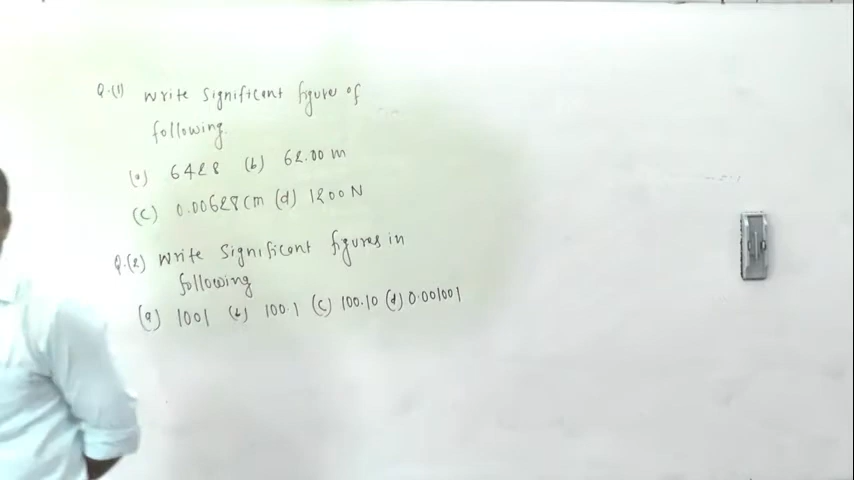 Q.(1) Write Significant figure of
following.
(a) 6428 (b) 62.00 m
(c) 0.00628 cm (d) 1200 N
Q.(2) Write Significant figures in
following
(a) 1001 (b) 100.1 (c) 100.10 (d) 0.001001